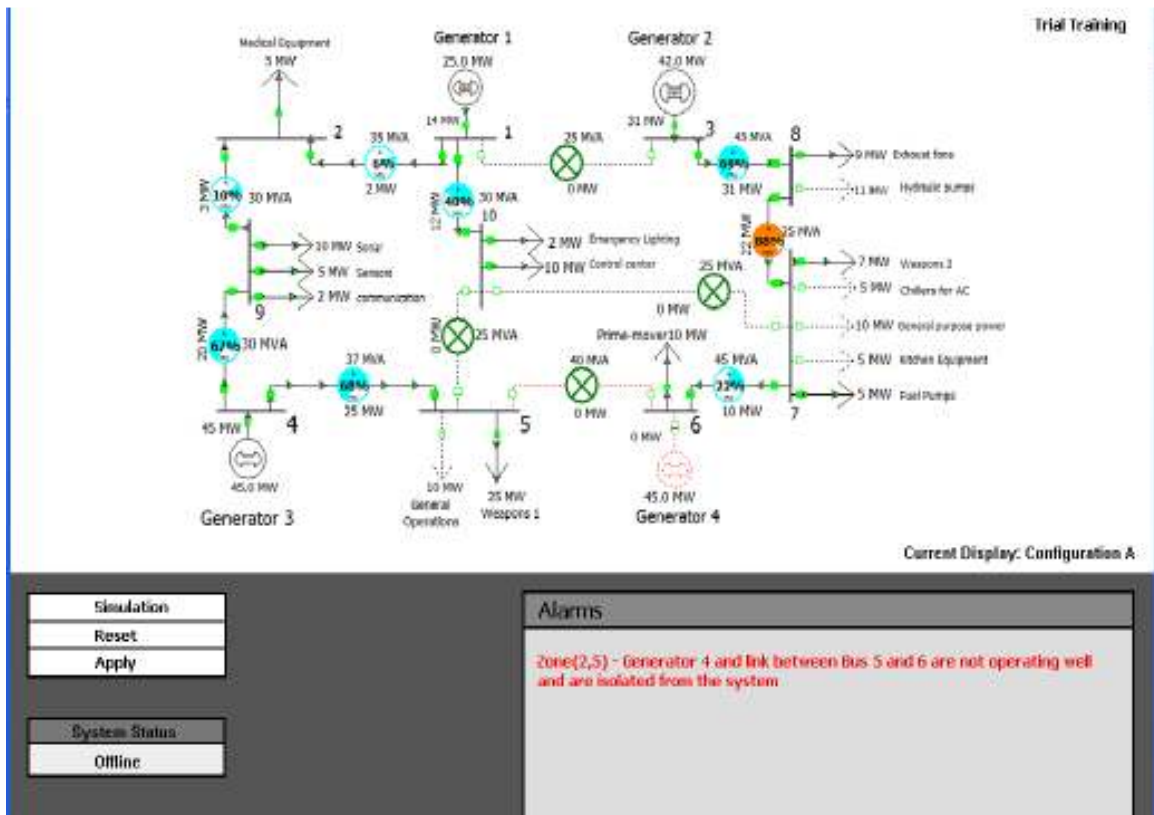 Trial Training
Medical Equipment
5 MW
Generator 1
25.0 MW
Generator 2
42.0 MW
14 MW
31 MW
2
35 MVA
1
25 MVA
3
45 MVA
8
6%
2 MW
0 MW
31 MW
9 MW Exhaust fans
11 MW Hydraulic pumps
10%
30 MVA
3 MW
40%
30 MVA
12 MW
10
22 MW
88%
25 MVA
10 MW Sonar
5 MW Sensors
2 MW communication
9
2 MW Emergency Lighting
10 MW Control center
25 MVA
0 MW
7 MW Weapons 2
5 MW Chillers for AC
10 MW General purpose power
5 MW Kitchen Equipment
5 MW Fuel Pumps
7
20 MW
67%
30 MVA
0 MW
25 MVA
Prime-mover 10 MW
37 MVA
68%
25 MW
40 MVA
0 MW
45 MVA
22%
10 MW
45 MW
4
5
6
0 MW
45.0 MW
Generator 3
10 MW
General
Operations
25 MW
Weapons 1
45.0 MW
Generator 4
Current Display: Configuration A
Simulation
Reset
Apply
System Status
Offline
Alarms
Zone(2,5) - Generator 4 and link between Bus 5 and 6 are not operating well
and are isolated from the system